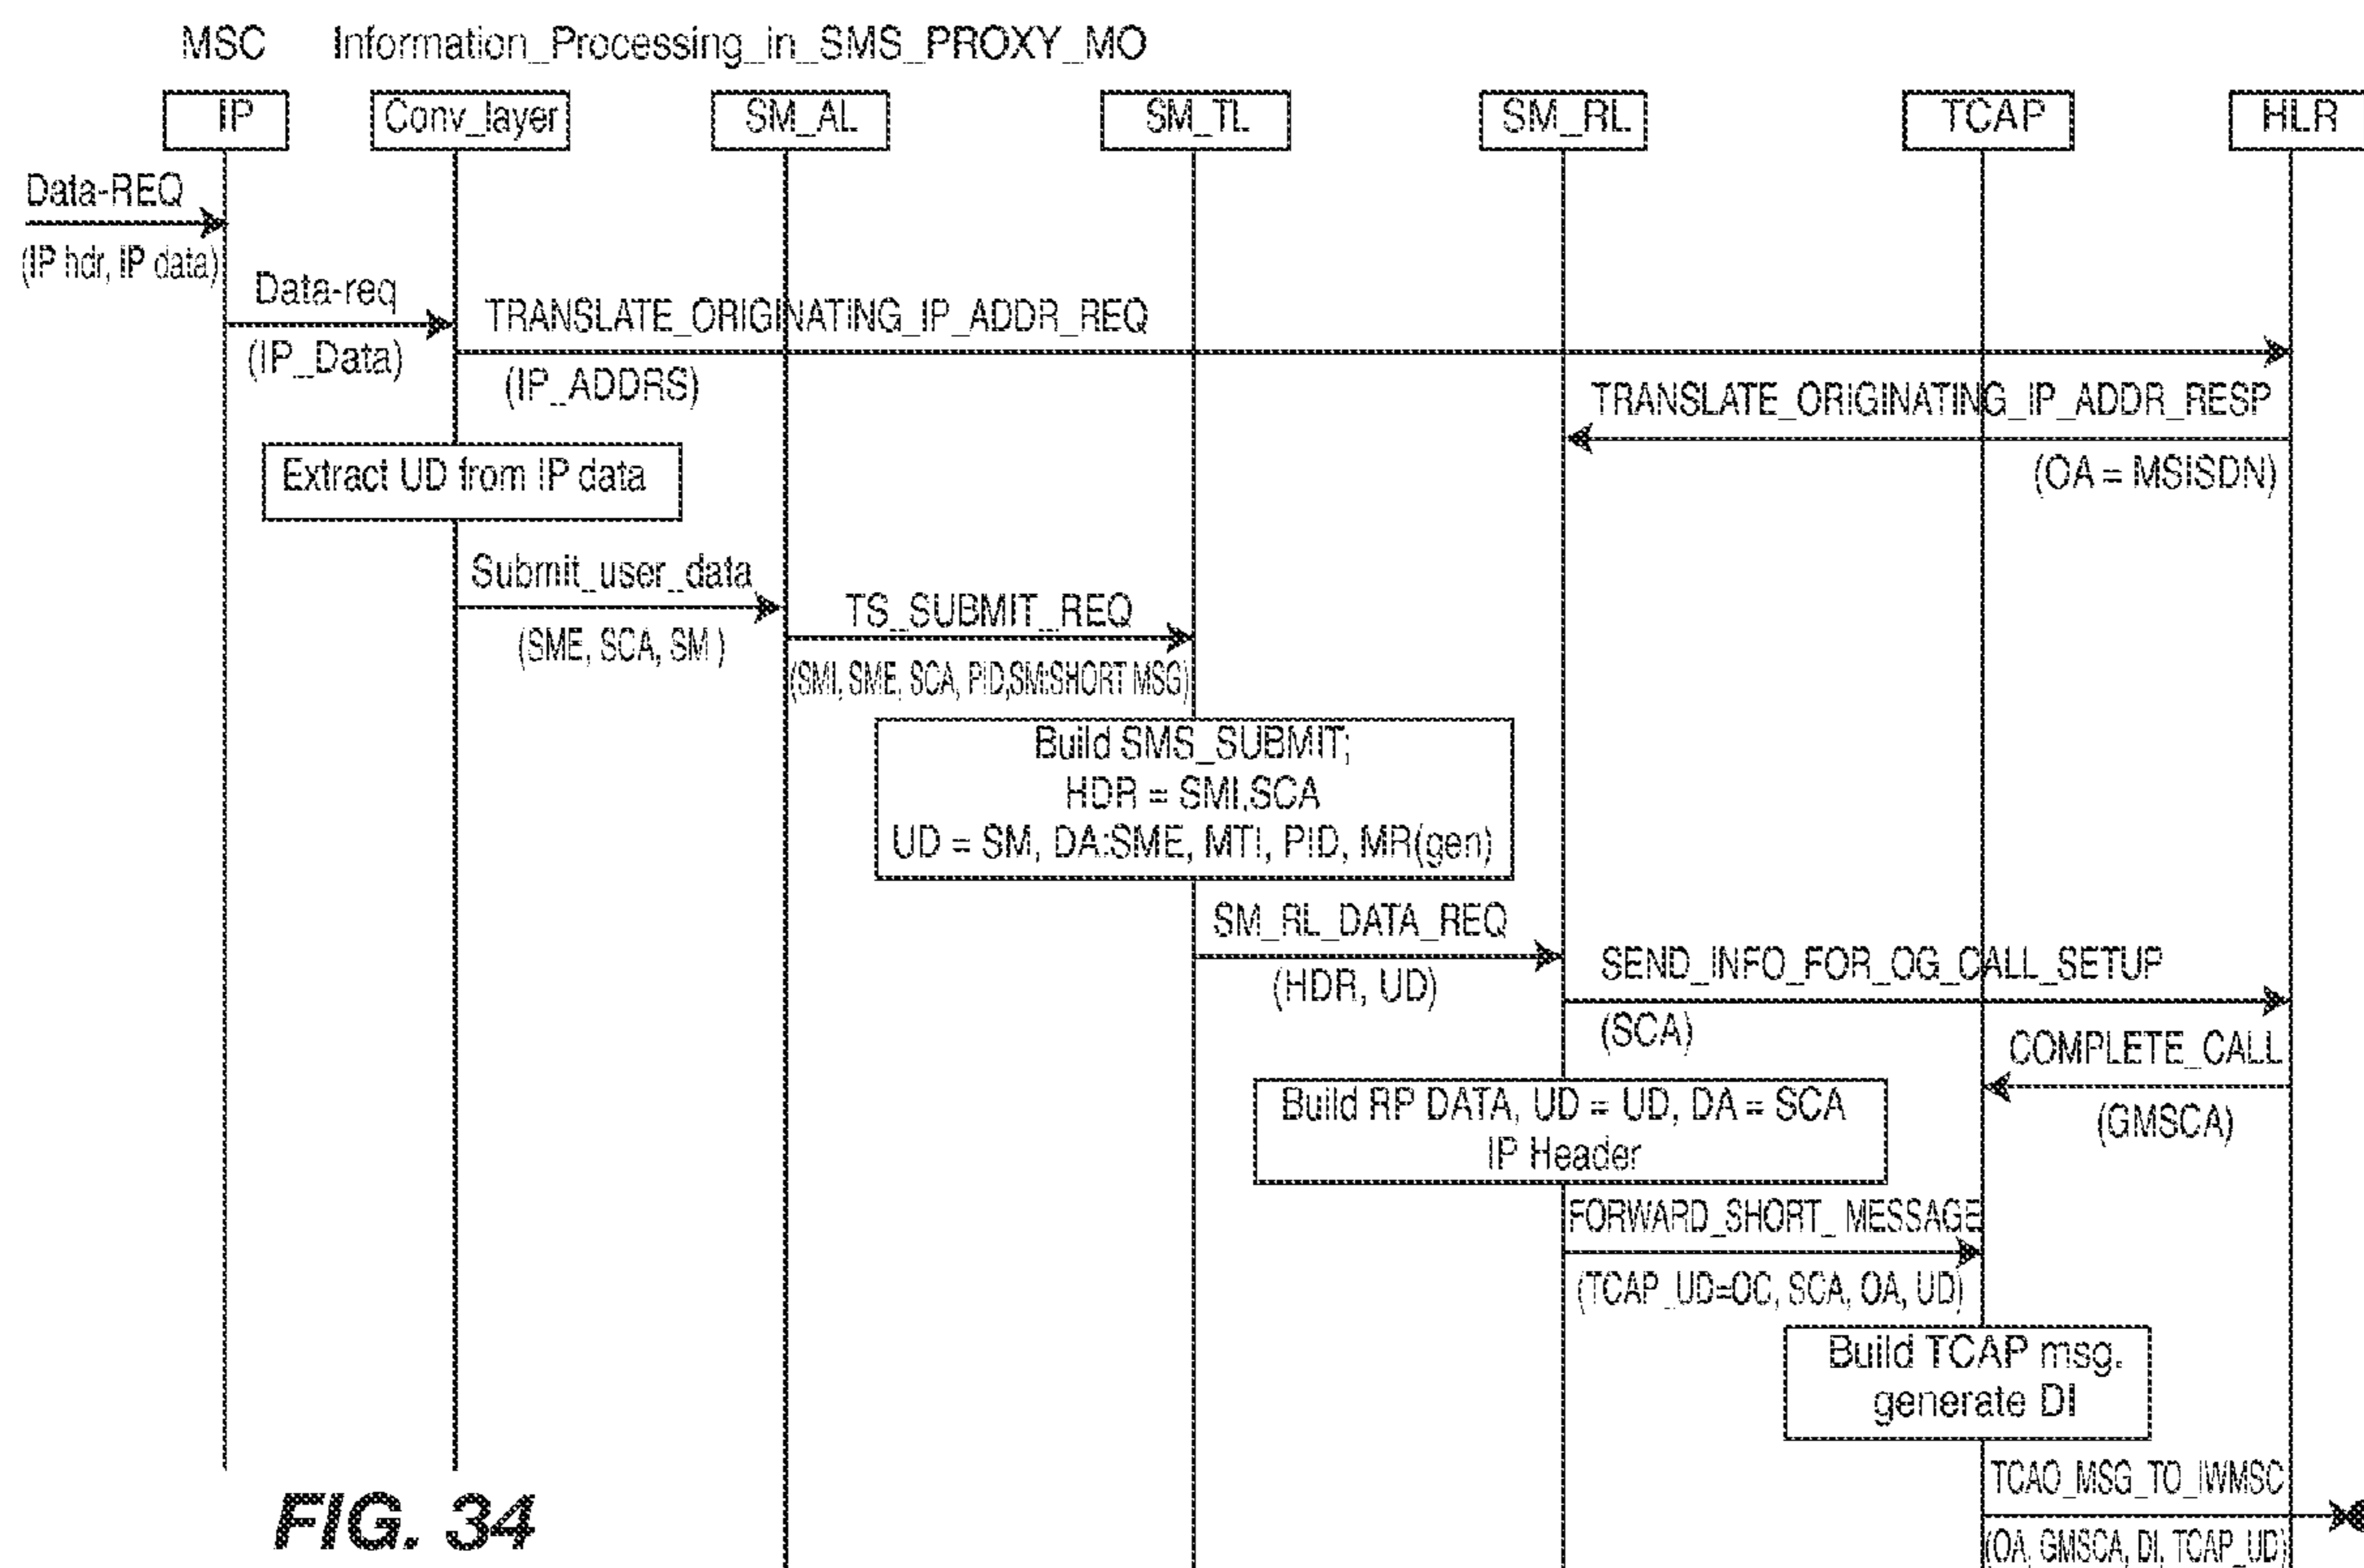 MSC Information_Processing_in_SMS_PROXY_MO
IP
Conv_layer
SM_AL
SM_TL
SM_RL
TCAP
HLR
Data-REQ
(IP hdr, IP data)
Data-req
(IP_Data)
TRANSLATE_ORIGINATING_IP_ADDR_REQ
(IP_ADDRS)
TRANSLATE_ORIGINATING_IP_ADDR_RESP
(OA = MSISDN)
Extract UD from IP data
Submit_user_data
(SME, SCA, SM )
TS_SUBMIT_REQ
(SMI, SME, SCA, PID,SM:SHORT MSG)
Build SMS_SUBMIT;
HDR = SMI,SCA
UD = SM, DA:SME, MTI, PID, MR(gen)
SM_RL_DATA_REQ
(HDR, UD)
SEND_INFO_FOR_OG_CALL_SETUP
(SCA)
COMPLETE_CALL
(GMSCA)
Build RP DATA, UD = UD, DA = SCA
IP Header
FORWARD_SHORT_ MESSAGE
(TCAP_UD=OC, SCA, OA, UD)
Build TCAP msg.
generate DI
TCAO_MSG_TO_IWMSC
(OA, GMSCA, DI, TCAP_UD)
FIG. 34